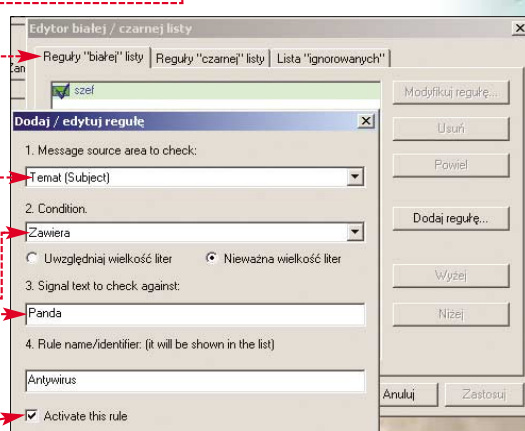 Edytor białej / czarnej listy
Reguły "białej" listy
Reguły "czarnej" listy
Lista "ignorowanych"
szef
Modyfikuj regułę...
Usuń
Powiel
Dodaj regułę...
Wyżej
Niżej
Anuluj
Zastosuj
Dodaj / edytuj regułę
1. Message source area to check:
Temat (Subject)
2. Condition.
Zawiera
Uwzględniaj wielkość liter
Nieważna wielkość liter
3. Signal text to check against:
Panda
4. Rule name/identifier: (it will be shown in the list)
Antywirus
Activate this rule